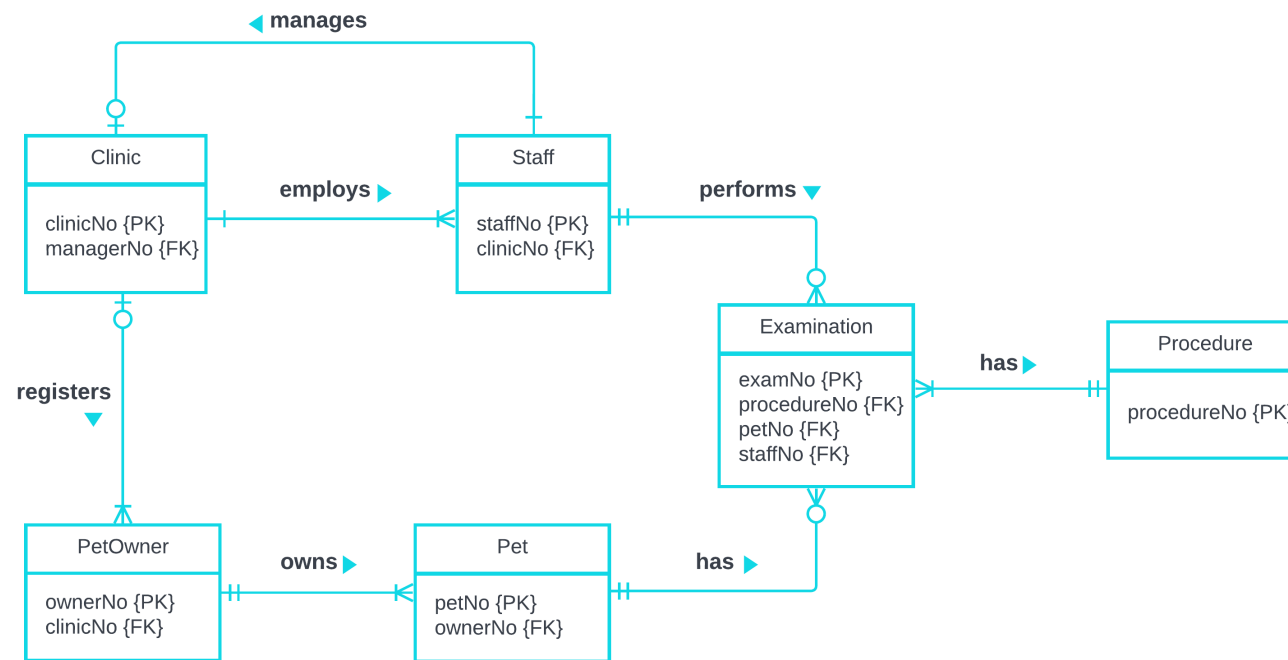 manages
Clinic
clinicNo {PK}
managerNo {FK}
employs
Staff
staffNo {PK}
clinicNo {FK}
performs
Examination
examNo {PK}
procedureNo {FK}
petNo {FK}
staffNo {FK}
has
Procedure
procedureNo {PK}
registers
PetOwner
ownerNo {PK}
clinicNo {FK}
owns
Pet
petNo {PK}
ownerNo {FK}
has